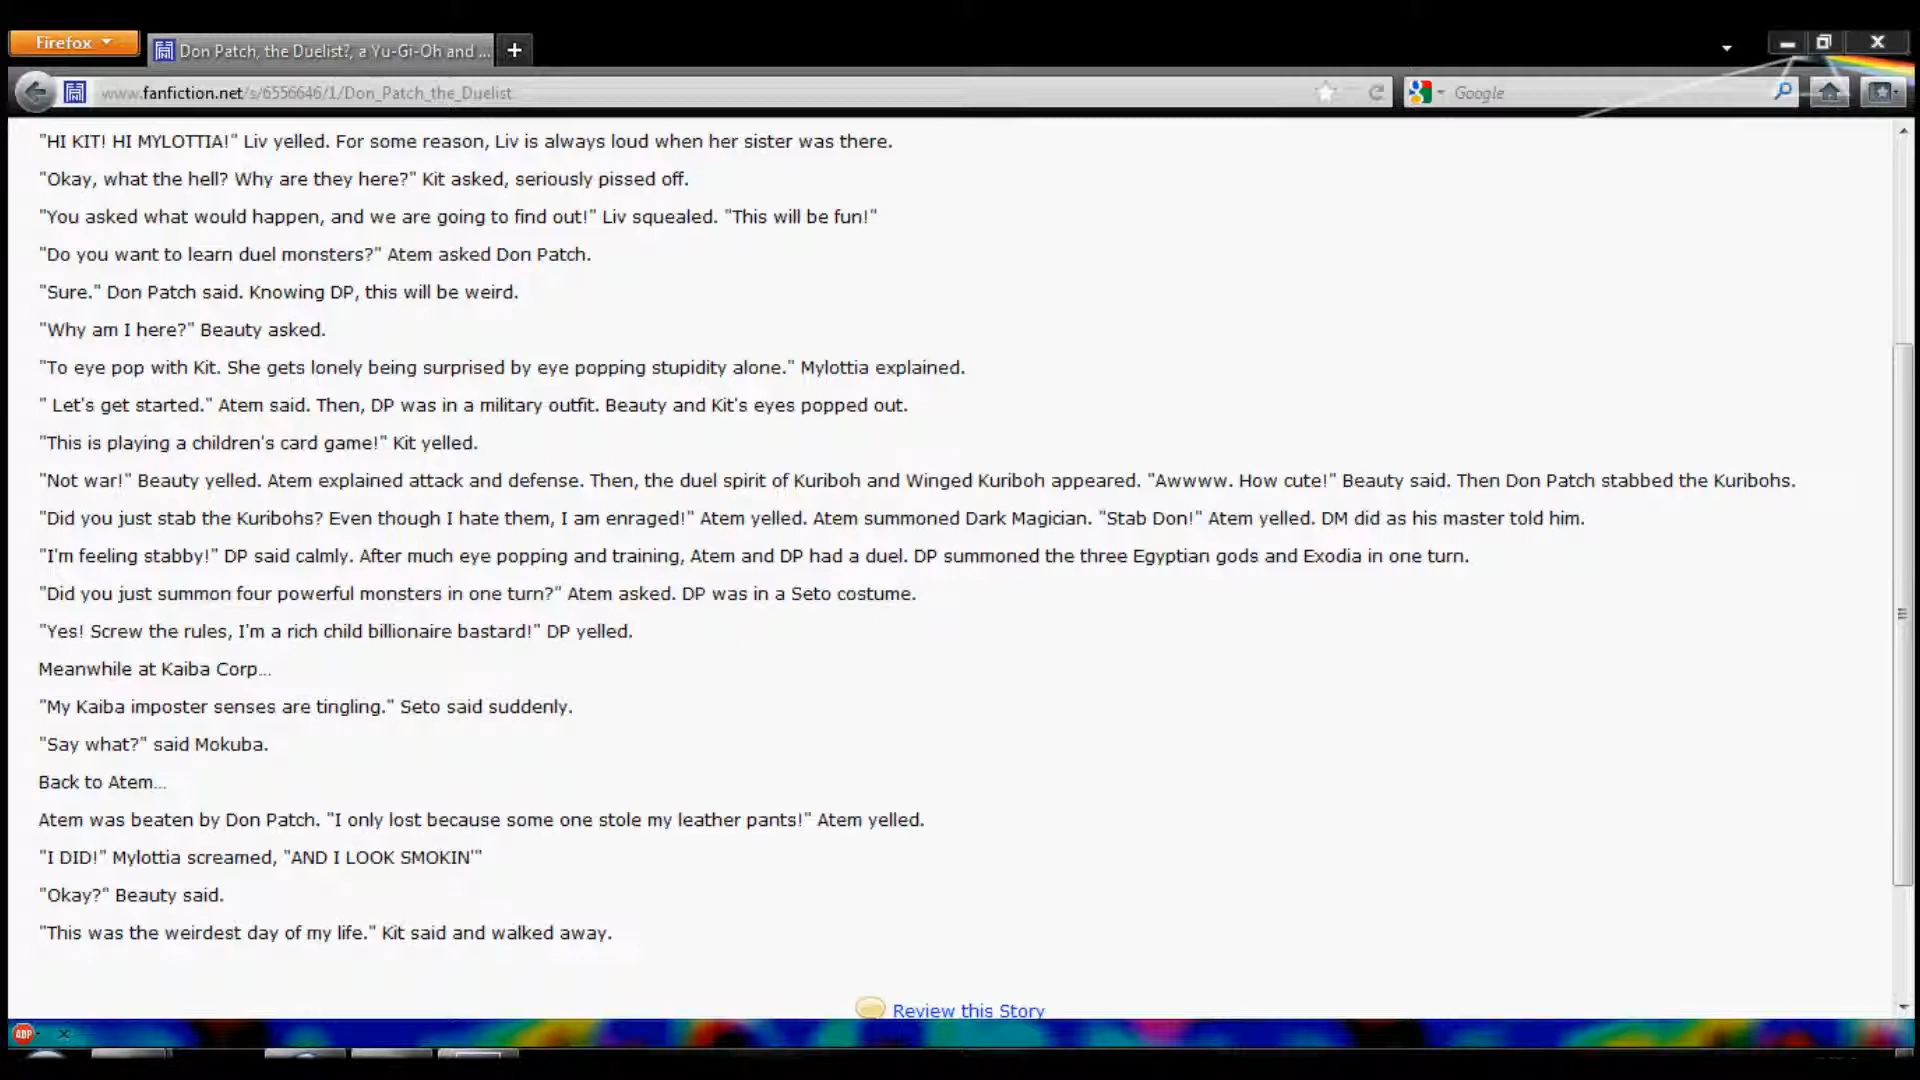 Firefox
Don Patch, the Duelist?, a Yu-Gi-Oh and ...
www.fanfiction.net/s/6556646/1/Don_Patch_the_Duelist
Google
"HI KIT! HI MYLOTTIA!" Liv yelled. For some reason, Liv is always loud when her sister was there.
"Okay, what the hell? Why are they here?" Kit asked, seriously pissed off.
"You asked what would happen, and we are going to find out!" Liv squealed. "This will be fun!"
"Do you want to learn duel monsters?" Atem asked Don Patch.
"Sure." Don Patch said. Knowing DP, this will be weird.
"Why am I here?" Beauty asked.
"To eye pop with Kit. She gets lonely being surprised by eye popping stupidity alone." Mylottia explained.
" Let's get started." Atem said. Then, DP was in a military outfit. Beauty and Kit's eyes popped out.
"This is playing a children's card game!" Kit yelled.
"Not war!" Beauty yelled. Atem explained attack and defense. Then, the duel spirit of Kuriboh and Winged Kuriboh appeared. "Awwww. How cute!" Beauty said. Then Don Patch stabbed the Kuribohs.
"Did you just stab the Kuribohs? Even though I hate them, I am enraged!" Atem yelled. Atem summoned Dark Magician. "Stab Don!" Atem yelled. DM did as his master told him.
"I'm feeling stabby!" DP said calmly. After much eye popping and training, Atem and DP had a duel. DP summoned the three Egyptian gods and Exodia in one turn.
"Did you just summon four powerful monsters in one turn?" Atem asked. DP was in a Seto costume.
"Yes! Screw the rules, I'm a rich child billionaire bastard!" DP yelled.
Meanwhile at Kaiba Corp...
"My Kaiba imposter senses are tingling." Seto said suddenly.
"Say what?" said Mokuba.
Back to Atem...
Atem was beaten by Don Patch. "I only lost because some one stole my leather pants!" Atem yelled.
"I DID!" Mylottia screamed, "AND I LOOK SMOKIN'"
"Okay?" Beauty said.
"This was the weirdest day of my life." Kit said and walked away.
Review this Story
ABP